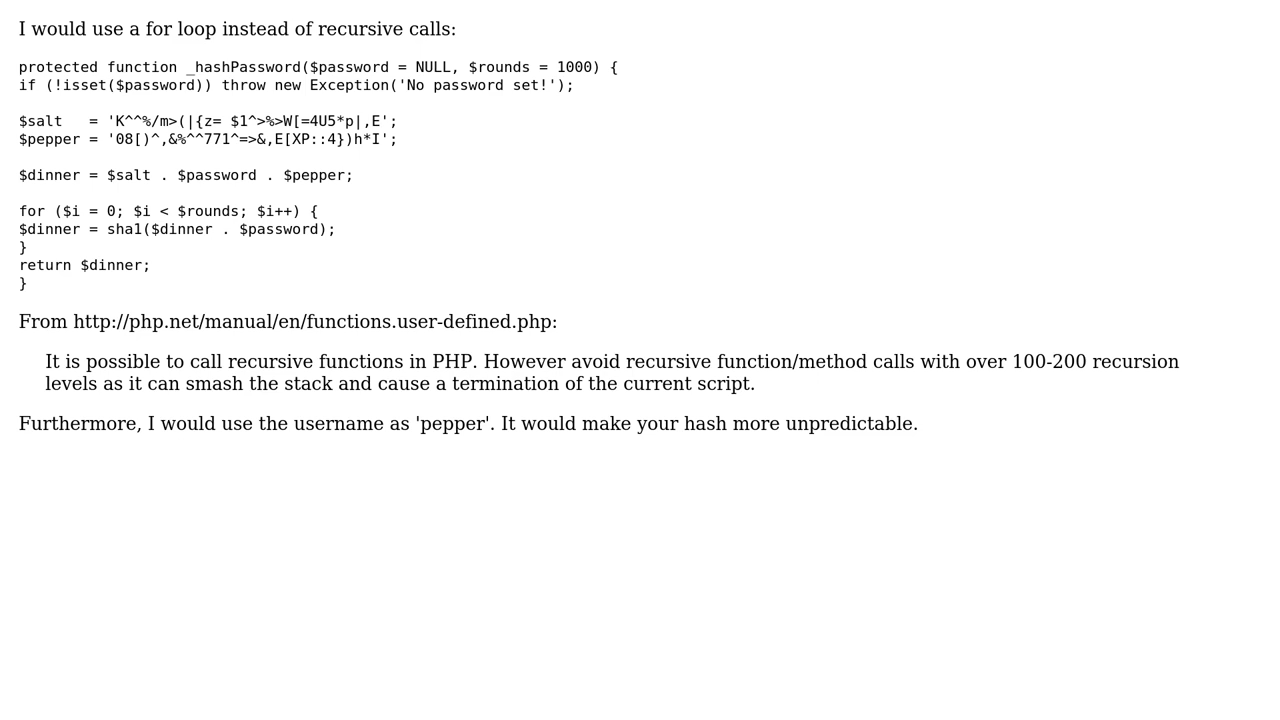 I would use a for loop instead of recursive calls:
protected function _hashPassword($password = NULL, $rounds = 1000) {
if (!isset($password)) throw new Exception('No password set!');
$salt   = 'K^^%/m>(|{z= $1^>%>W[=4U5*p|,E';
$pepper = '08[)^,&%^^771^=>&,E[XP::4})h*I';
$dinner = $salt . $password . $pepper;
for ($i = 0; $i < $rounds; $i++) {
$dinner = sha1($dinner . $password);
}
return $dinner;
}
From http://php.net/manual/en/functions.user-defined.php:
It is possible to call recursive functions in PHP. However avoid recursive function/method calls with over 100-200 recursion
levels as it can smash the stack and cause a termination of the current script.
Furthermore, I would use the username as 'pepper'. It would make your hash more unpredictable.